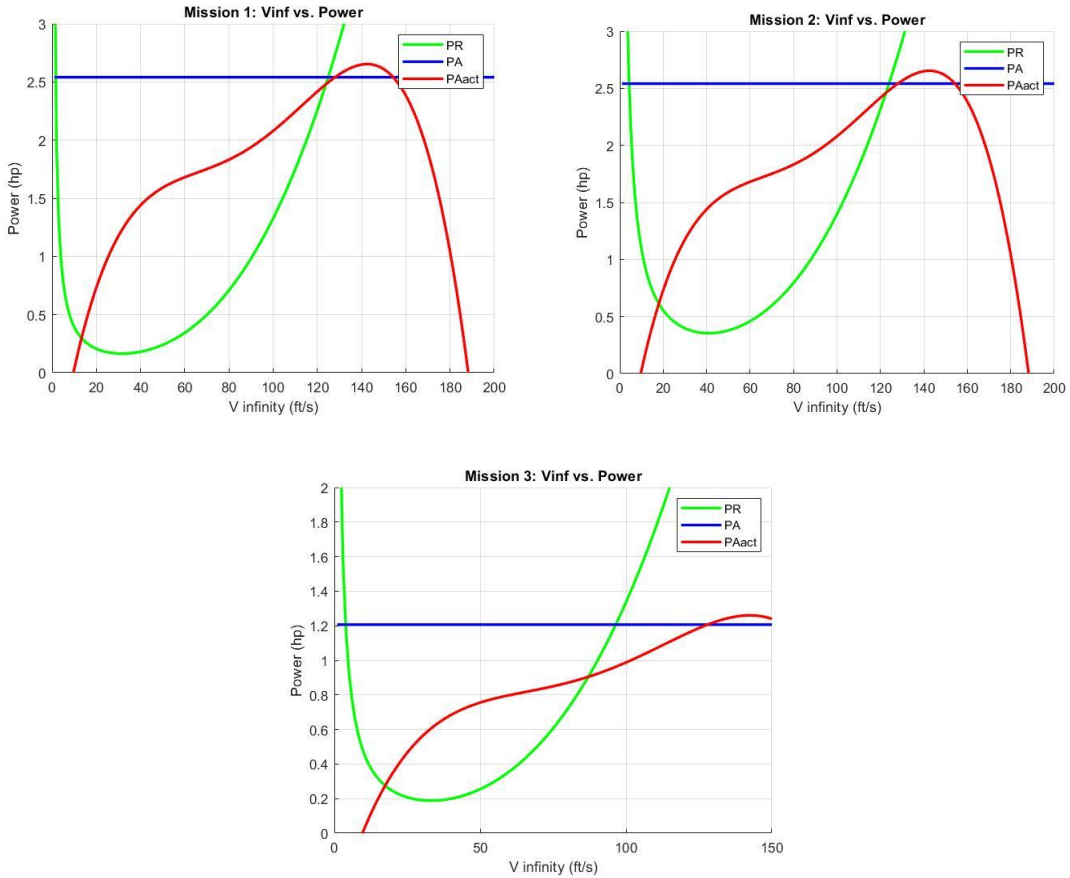 Mission 1: Vinf vs. Power
3
2.5
2
1.5
1
0.5
0
Power (hp)
PR
PA
PAact
0 20 40 60 80 100 120 140 160 180 200
V infinity (ft/s)
Mission 2: Vinf vs. Power
3
2.5
2
1.5
1
0.5
0
Power (hp)
PR
PA
PAact
0 20 40 60 80 100 120 140 160 180 200
V infinity (ft/s)
Mission 3: Vinf vs. Power
2
1.8
1.6
1.4
1.2
1
0.8
0.6
0.4
0.2
0
Power (hp)
PR
PA
PAact
0 50 100 150
V infinity (ft/s)